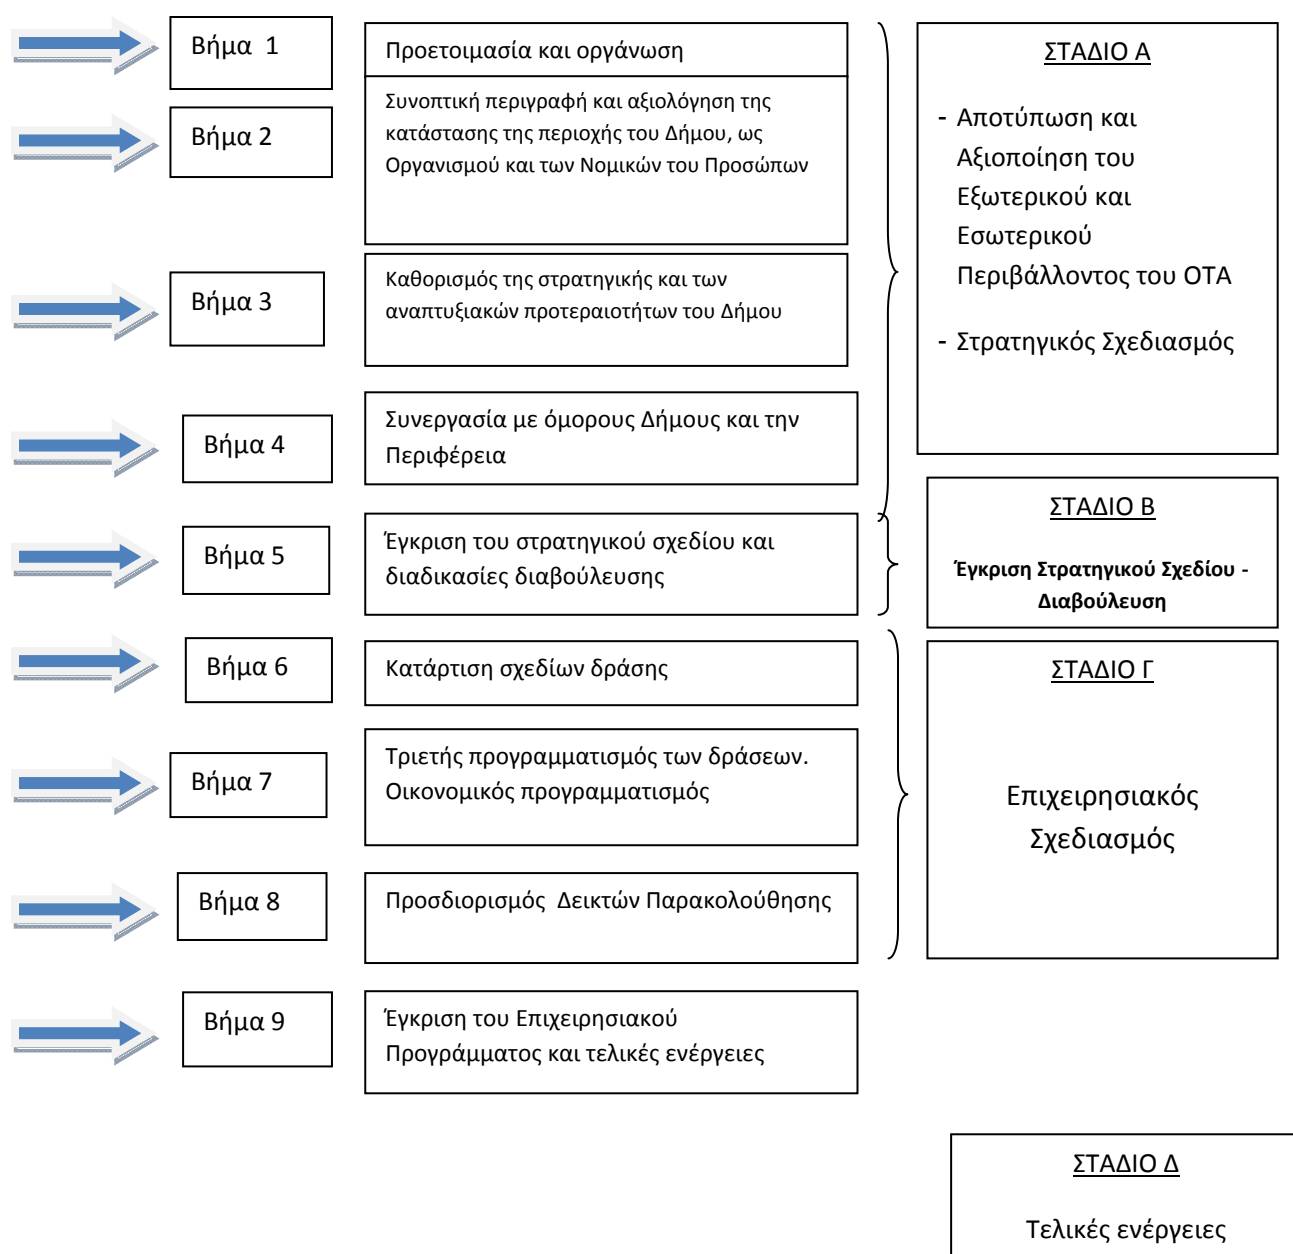 Βήμα 1
Προετοιμασία και οργάνωση
Βήμα 2
Συνοπτική περιγραφή και αξιολόγηση της
κατάστασης της περιοχής του Δήμου, ως
Οργανισμού και των Νομικών του Προσώπων
Βήμα 3
Καθορισμός της στρατηγικής και των
αναπτυξιακών προτεραιοτήτων του Δήμου
Βήμα 4
Συνεργασία με όμορους Δήμους και την
Περιφέρεια
ΣΤΑΔΙΟ Α
- Αποτύπωση και
Αξιοποίηση του
Εξωτερικού και
Εσωτερικού
Περιβάλλοντος του ΟΤΑ
- Στρατηγικός Σχεδιασμός
Βήμα 5
Έγκριση του στρατηγικού σχεδίου και
διαδικασίες διαβούλευσης
ΣΤΑΔΙΟ Β
Έγκριση Στρατηγικού Σχεδίου -
Διαβούλευση
Βήμα 6
Κατάρτιση σχεδίων δράσης
Βήμα 7
Τριετής προγραμματισμός των δράσεων.
Οικονομικός προγραμματισμός
Βήμα 8
Προσδιορισμός Δεικτών Παρακολούθησης
ΣΤΑΔΙΟ Γ
Επιχειρησιακός
Σχεδιασμός
Βήμα 9
Έγκριση του Επιχειρησιακού
Προγράμματος και τελικές ενέργειες
ΣΤΑΔΙΟ Δ
Τελικές ενέργειες